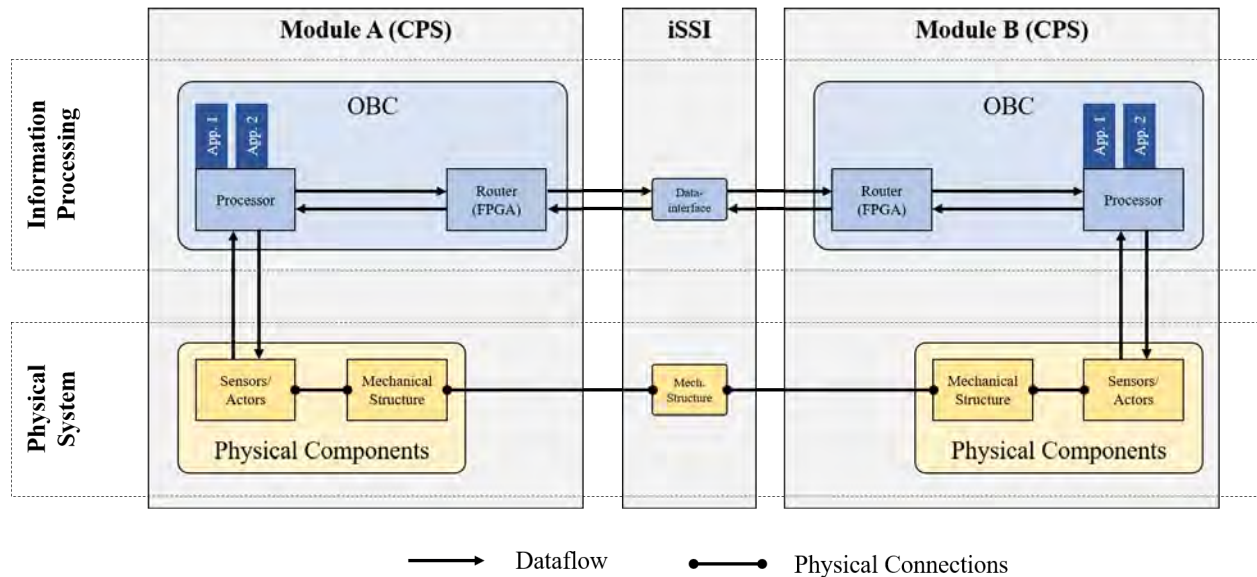 Module A (CPS)
iSSI
Module B (CPS)
Information
Processing
OBC
App. 1
App. 2
Processor
Router
(FPGA)
Data-
interface
OBC
Router
(FPGA)
App. 1
App. 2
Processor
Physical
System
Sensors/
Actors
Mechanical
Structure
Physical Components
Mech.
Structure
Mechanical
Structure
Sensors/
Actors
Physical Components
Dataflow
Physical Connections